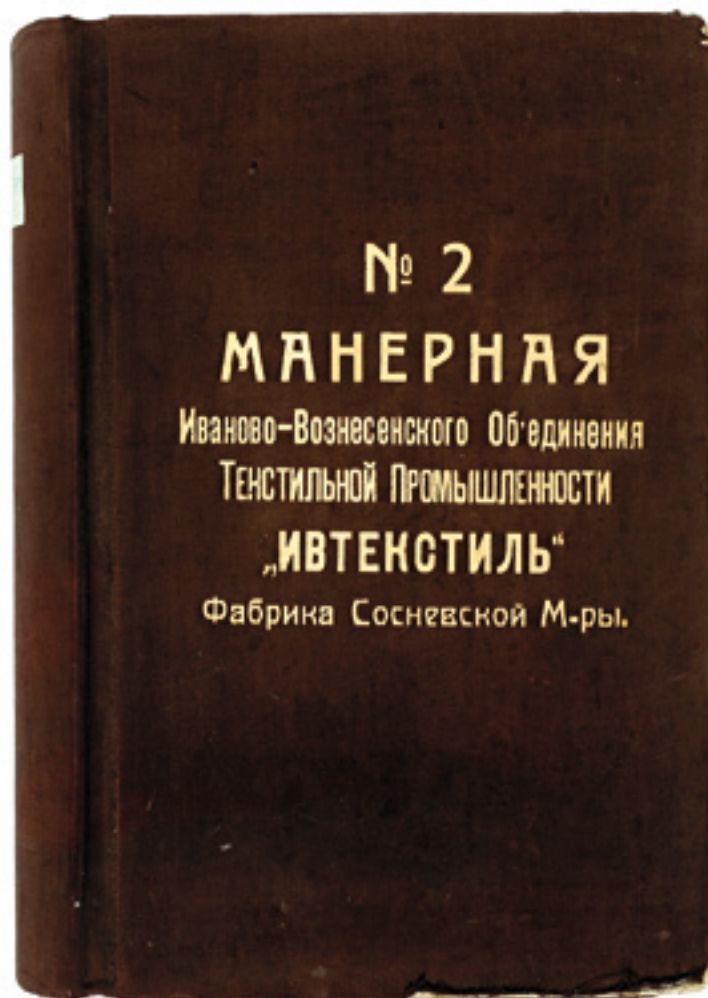 № 2
МАНЕРНАЯ
Иваново-Вознесенского Об'единения
Текстильной Промышленности
„ИВТЕКСТИЛЬ“
Фабрика Сосневской М-ры.